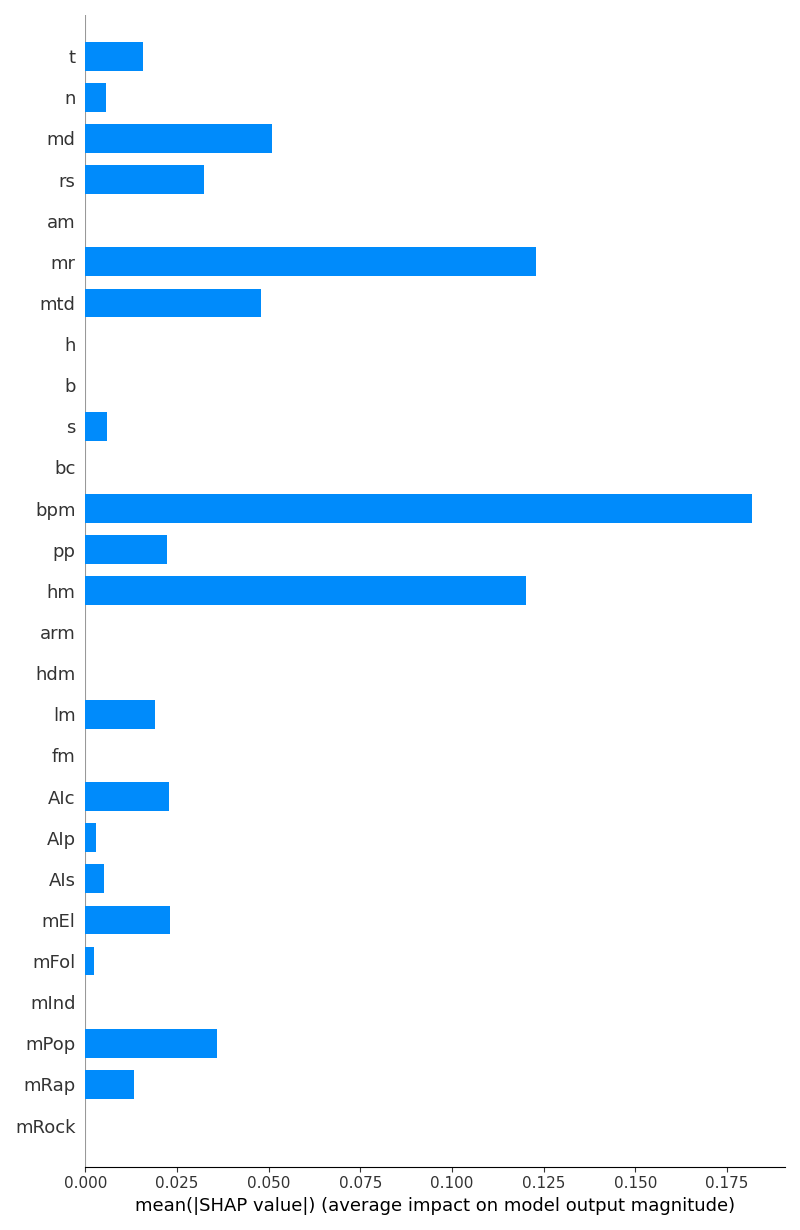 t
n
md
rs
am
mr
mtd
h
b
s
bc
bpm
pp
hm
arm
hdm
lm
fm
AIc
AIp
AIs
mEl
mFol
mInd
mPop
mRap
mRock
0.000 0.025 0.050 0.075 0.100 0.125 0.150 0.175
mean(|SHAP value|) (average impact on model output magnitude)